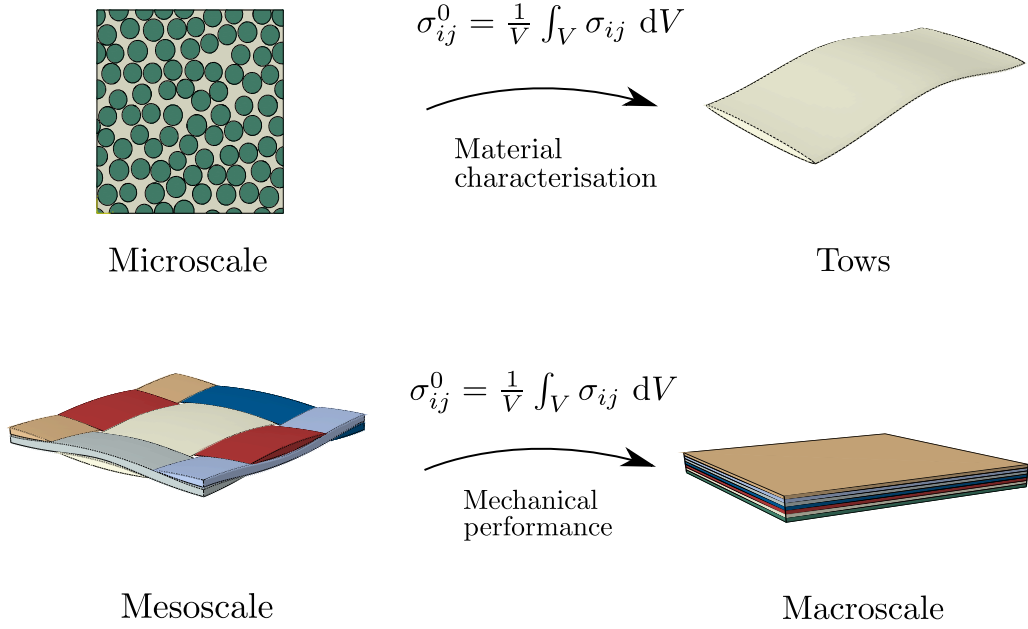 σ⁰ᵢⱼ = 1/V ∫_V σᵢⱼ dV
Material
characterisation
Microscale
Tows
σ⁰ᵢⱼ = 1/V ∫_V σᵢⱼ dV
Mechanical
performance
Mesoscale
Macroscale